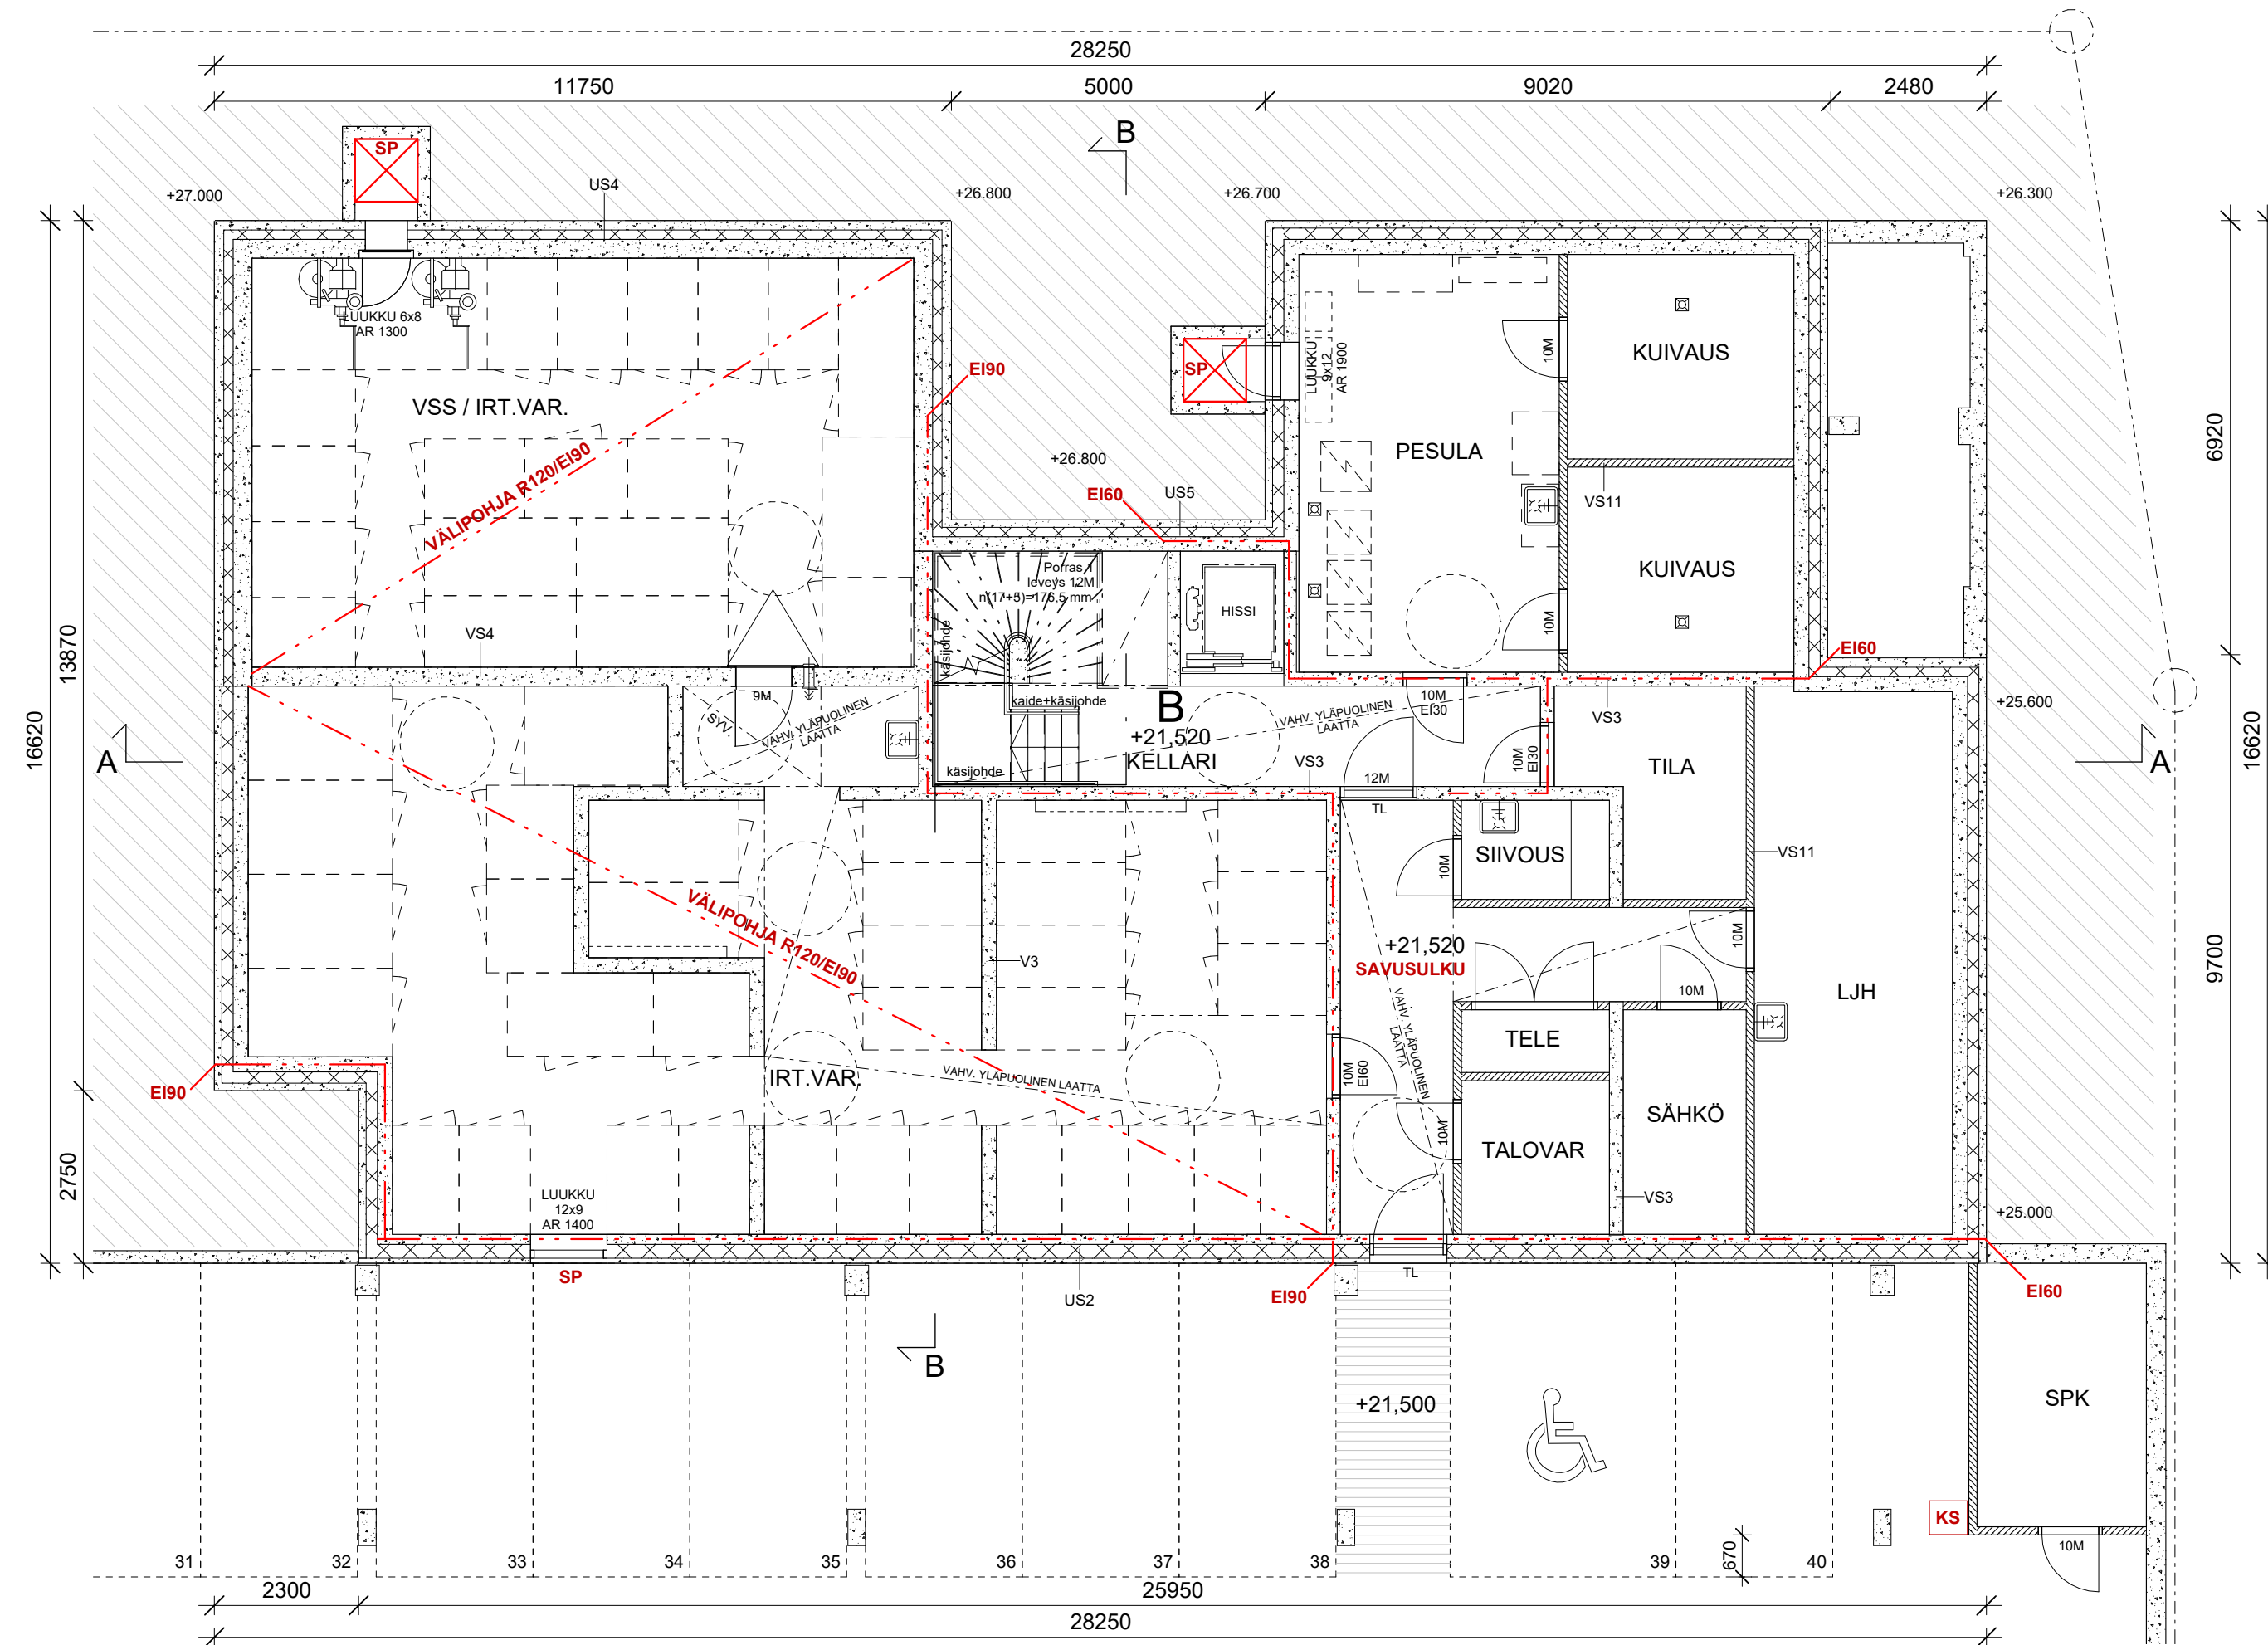 28250
11750
5000
9020
2480
B
SP
US4
+27.000
+26.800
+26.700
+26.300
LUUKKU 6x8
AR 1300
VSS / IRT.VAR.
VÄLIPOHJA R120/EI90
EI90
SP
LUUKKU
9x12
AR 1900
10M
KUIVAUS
PESULA
+26.800
EI60
US5
VS11
KUIVAUS
10M
6920
13870
16620
16620
9700
2750
VS4
Porras 1
leveys 12M
n(17+5)=176,5 mm
käsijohde
kaide+käsijohde
käsijohde
HISSI
EI60
9M
SYV.
VAHV. YLÄPUOLINEN
LAATTA
B
+21,520
KELLARI
VAHV. YLÄPUOLINEN
LAATTA
10M
EI30
VS3
+25.600
A
A
VS3
12M
TL
10M
EI30
TILA
SIIVOUS
10M
VS11
VÄLIPOHJA R120/EI90
V3
+21,520
SAVUSULKU
10M
10M
LJH
VAHV. YLÄPUOLINEN
LAATTA
TELE
IRT.VAR.
VAHV. YLÄPUOLINEN LAATTA
10M
EI60
10M
SÄHKÖ
TALOVAR
VS3
EI90
LUUKKU
12x9
AR 1400
+25.000
SP
US2
EI90
TL
EI60
B
+21,500
SPK
KS
10M
670
31
32
33
34
35
36
37
38
39
40
2300
25950
28250